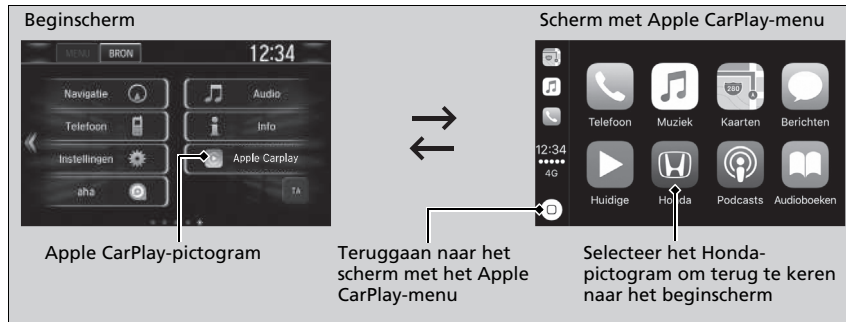 Beginscherm
Scherm met Apple CarPlay-menu
MENU BRON 12:34
Navigatie Audio
Telefoon Info
Instellingen Apple Carplay
aha TA
12:34
4G
Telefoon Muziek Kaarten Berichten
280
Huidige Honda Podcasts Audioboeken
Apple CarPlay-pictogram
Teruggaan naar het
scherm met het Apple
CarPlay-menu
Selecteer het Honda-
pictogram om terug te keren
naar het beginscherm